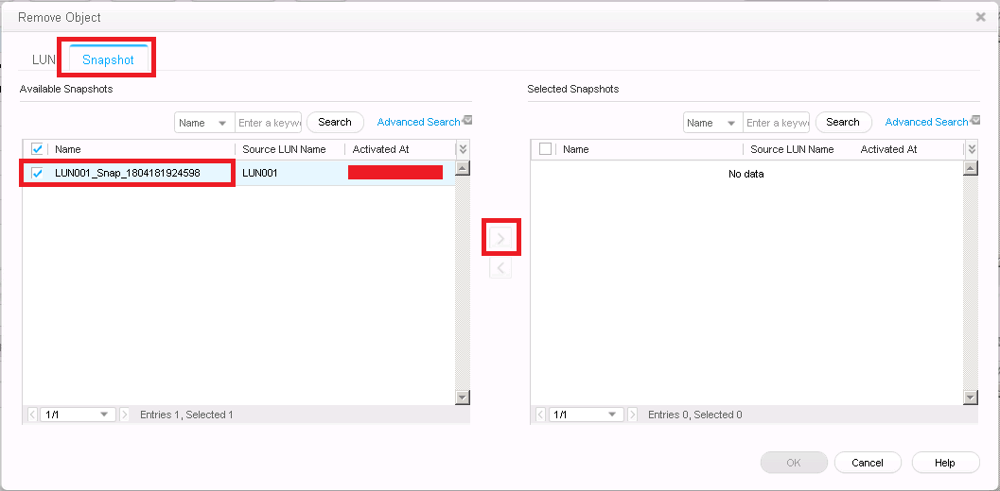 Remove Object
LUN Snapshot
Available Snapshots
Name Enter a keyw Search Advanced Search
Name Source LUN Name Activated At
LUN001_Snap_1804181924598 LUN001
1/1 Entries 1, Selected 1
Selected Snapshots
Name Enter a keyw Search Advanced Search
Name Source LUN Name Activated At
No data
1/1 Entries 0, Selected 0
OK Cancel Help